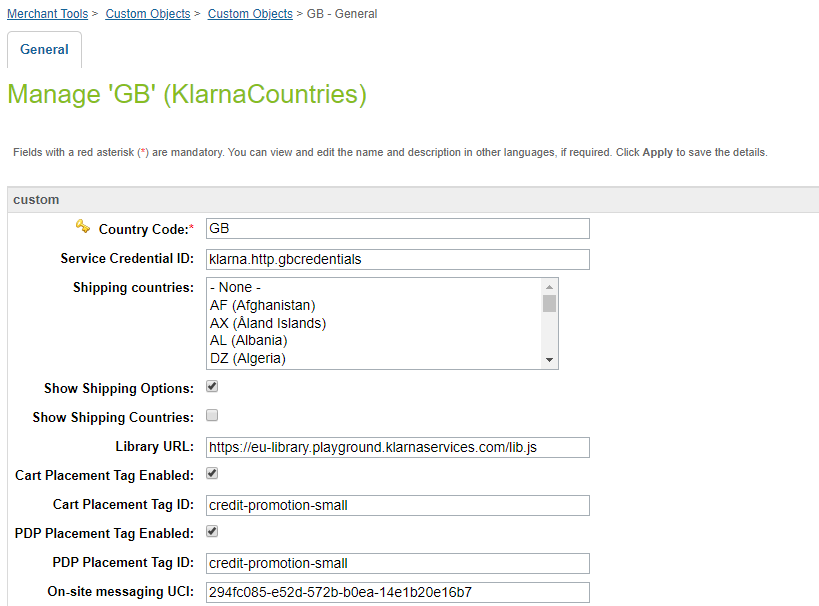 Merchant Tools > Custom Objects > Custom Objects > GB - General
General
Manage 'GB' (KlarnaCountries)
Fields with a red asterisk (*) are mandatory. You can view and edit the name and description in other languages, if required. Click Apply to save the details.
custom
Country Code:* GB
Service Credential ID: klarna.http.gbcredentials
Shipping countries: - None -
AF (Afghanistan)
AX (Åland Islands)
AL (Albania)
DZ (Algeria)
Show Shipping Options:
Show Shipping Countries:
Library URL: https://eu-library.playground.klarnaservices.com/lib.js
Cart Placement Tag Enabled:
Cart Placement Tag ID: credit-promotion-small
PDP Placement Tag Enabled:
PDP Placement Tag ID: credit-promotion-small
On-site messaging UCI: 294fc085-e52d-572b-b0ea-14e1b20e16b7